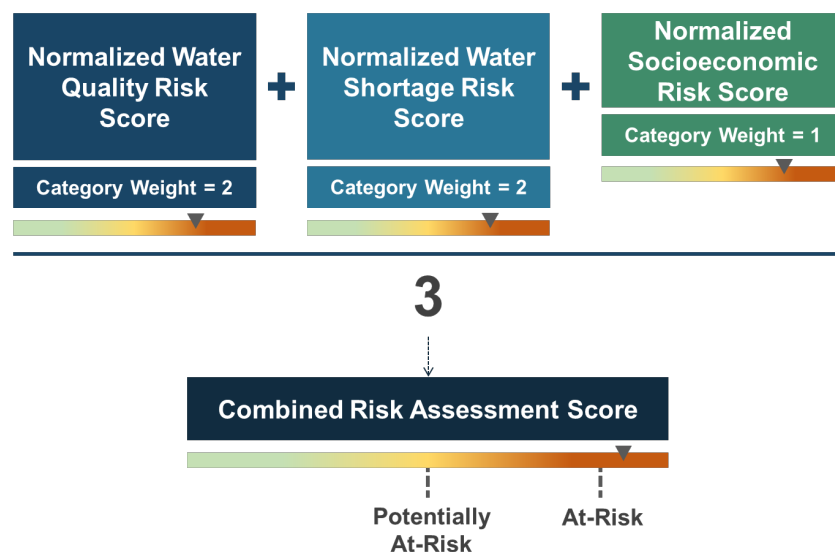 Normalized Water
Quality Risk
Score
+
Normalized Water
Shortage Risk
Score
+
Normalized
Socioeconomic
Risk Score
Category Weight = 2
Category Weight = 2
Category Weight = 1
3
Combined Risk Assessment Score
Potentially
At-Risk
At-Risk